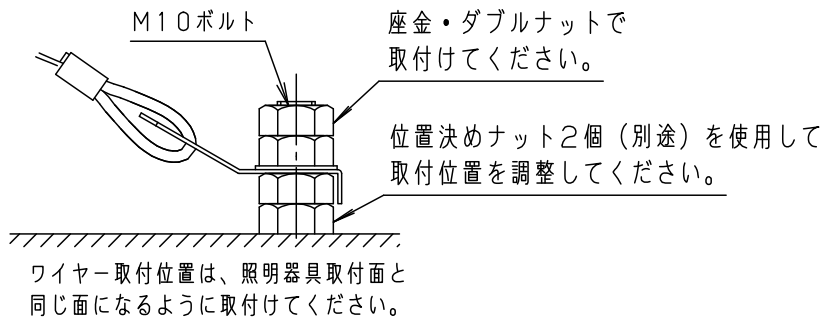 M10ボルト
座金・ダブルナットで
取付けてください。
位置決めナット2個（別途）を使用して
取付位置を調整してください。
ワイヤー取付位置は、照明器具取付面と
同じ面になるように取付けてください。